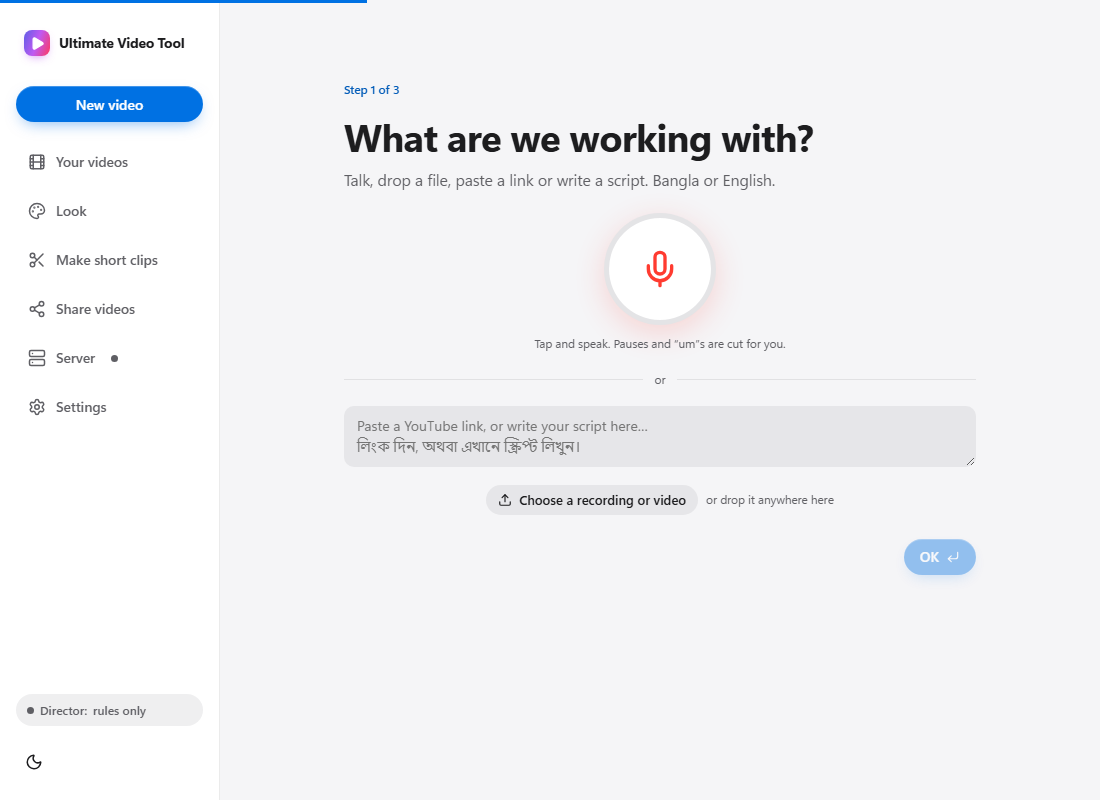 Ultimate Video Tool
New video
Your videos
Look
Make short clips
Share videos
Server
Settings
Director: rules only
Step 1 of 3
What are we working with?
Talk, drop a file, paste a link or write a script. Bangla or English.
Tap and speak. Pauses and “um”s are cut for you.
or
Paste a YouTube link, or write your script here…
লিংক দিন, অথবা এখানে স্ক্রিপ্ট লিখুন।
Choose a recording or video
or drop it anywhere here
OK